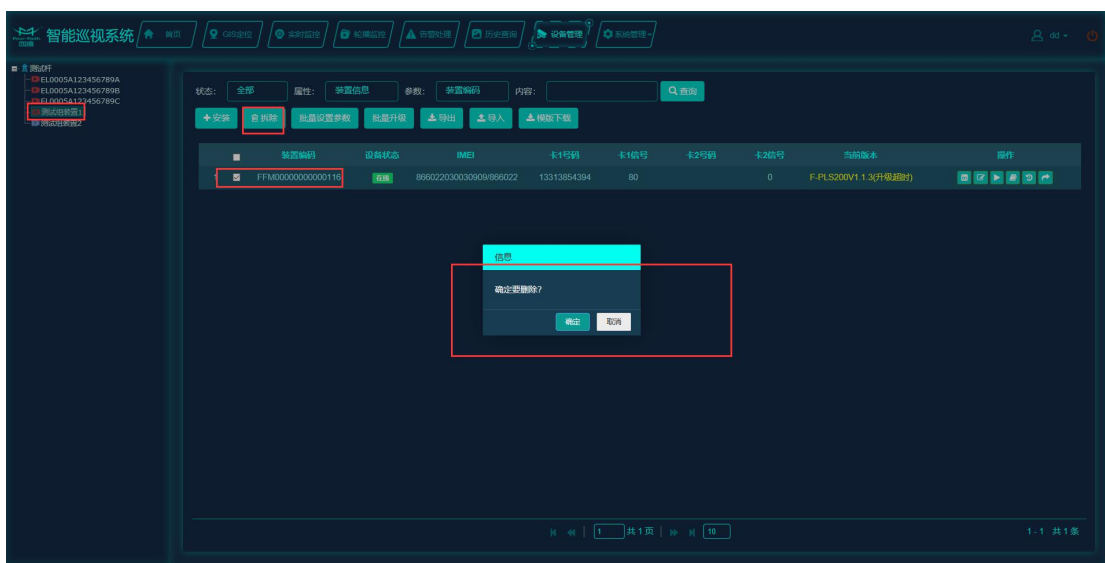 智能巡视系统 首页 GIS定位 实时监控 轮播监控 告警处理 历史查询 设备管理 系统管理 dd
测试杆
EL0005A123456789A
EL0005A123456789B
EL0005A123456789C
测试组装置1
测试组装置2
状态: 全部 属性: 装置信息 参数: 装置编码 内容: 查询
安装 拆除 批量设置参数 批量升级 导出 导入 模版下载
装置编码 设备状态 IMEI 卡1号码 卡1信号 卡2号码 卡2信号 当前版本 操作
1 FFM00000000000116 在线 866022030030909/866022 13313854394 80 0 F-PLS200V1.1.3(升级超时)
信息
确定要删除?
确定 取消
1 共1页 10 1-1 共1条